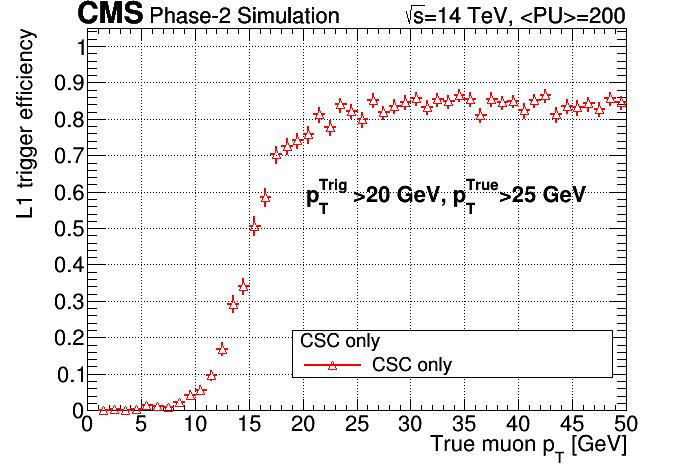 CMS Phase-2 Simulation √s=14 TeV, <PU>=200
L1 trigger efficiency
1
0.9
0.8
0.7
0.6
0.5
0.4
0.3
0.2
0.1
0
p_T^Trig >20 GeV, p_T^True>25 GeV
CSC only
CSC only
0 5 10 15 20 25 30 35 40 45 50
True muon p_T [GeV]